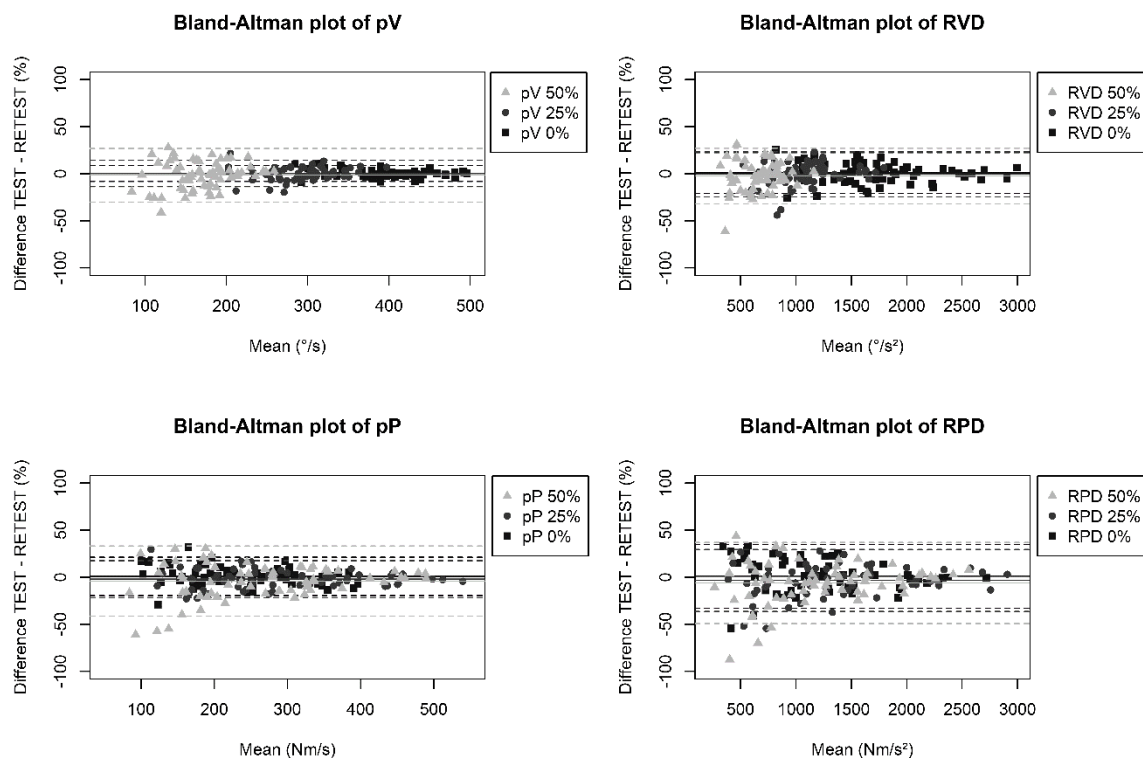 Bland-Altman plot of pV
Difference TEST - RETEST (%)
100
50
0
-50
-100
100
200
300
400
500
Mean (°/s)
pV 50%
pV 25%
pV 0%
Bland-Altman plot of RVD
Difference TEST - RETEST (%)
100
50
0
-50
-100
500
1000
1500
2000
2500
3000
Mean (°/s²)
RVD 50%
RVD 25%
RVD 0%
Bland-Altman plot of pP
Difference TEST - RETEST (%)
100
50
0
-50
-100
100
200
300
400
500
Mean (Nm/s)
pP 50%
pP 25%
pP 0%
Bland-Altman plot of RPD
Difference TEST - RETEST (%)
100
50
0
-50
-100
500
1000
1500
2000
2500
3000
Mean (Nm/s²)
RPD 50%
RPD 25%
RPD 0%